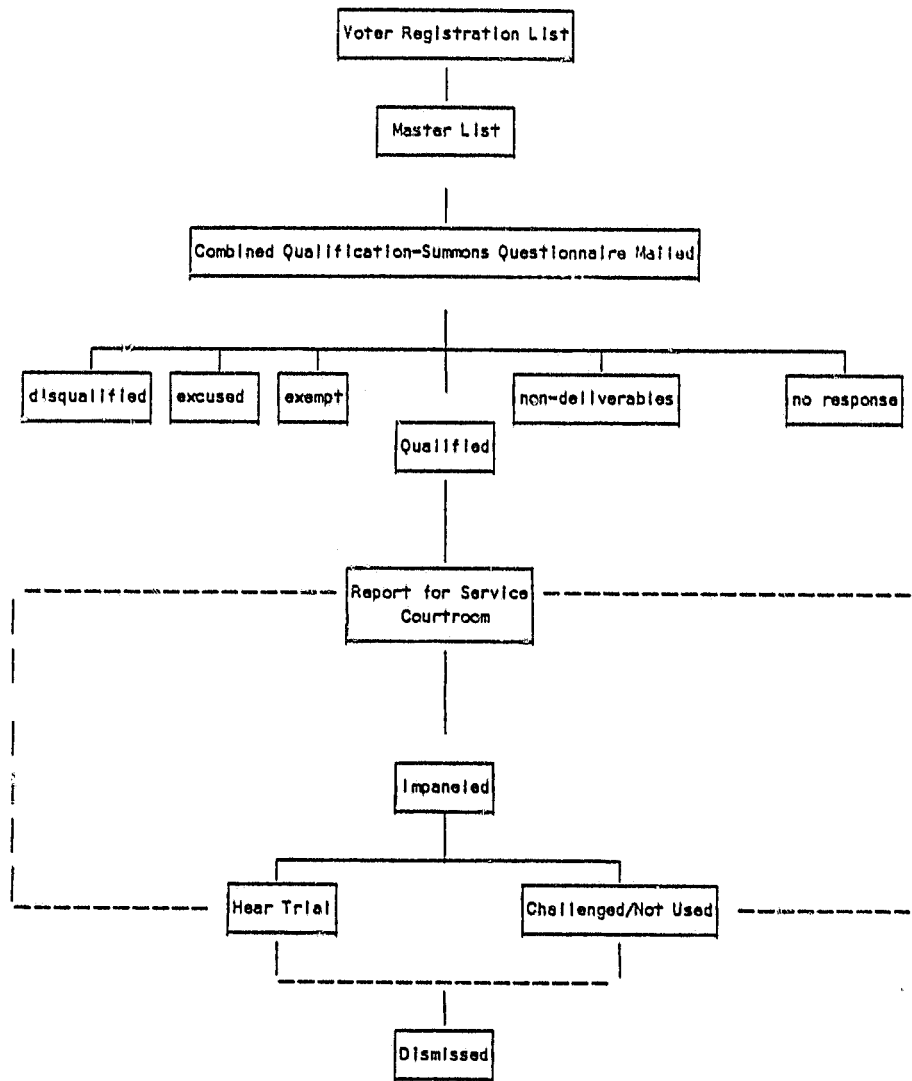 Voter Registration List
Master List
Combined Qualification-Summons Questionnaire Mailed
disqualified
excused
exempt
non-deliverables
no response
Qualified
Report for Service
Courtroom
Impaneled
Hear Trial
Challenged/Not Used
Dismissed